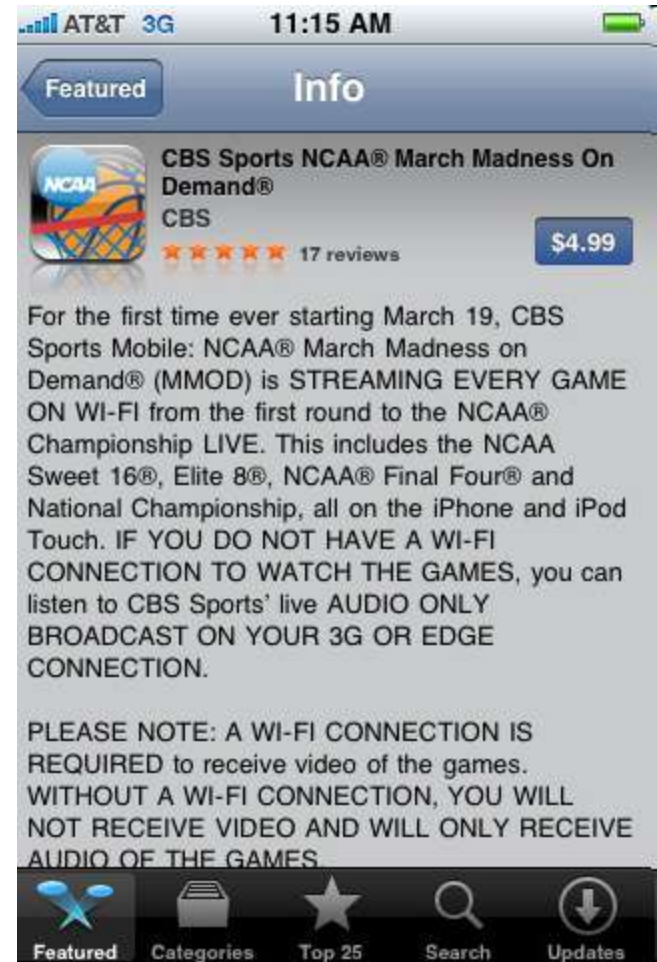 AT&T 3G 11:15 AM
Featured Info
NCAA
CBS Sports NCAA® March Madness On
Demand®
CBS
17 reviews $4.99
For the first time ever starting March 19, CBS
Sports Mobile: NCAA® March Madness on
Demand® (MMOD) is STREAMING EVERY GAME
ON WI-FI from the first round to the NCAA®
Championship LIVE. This includes the NCAA
Sweet 16®, Elite 8®, NCAA® Final Four® and
National Championship, all on the iPhone and iPod
Touch. IF YOU DO NOT HAVE A WI-FI
CONNECTION TO WATCH THE GAMES, you can
listen to CBS Sports’ live AUDIO ONLY
BROADCAST ON YOUR 3G OR EDGE
CONNECTION.
PLEASE NOTE: A WI-FI CONNECTION IS
REQUIRED to receive video of the games.
WITHOUT A WI-FI CONNECTION, YOU WILL
NOT RECEIVE VIDEO AND WILL ONLY RECEIVE
AUDIO OF THE GAMES.
Featured Categories Top 25 Search Updates